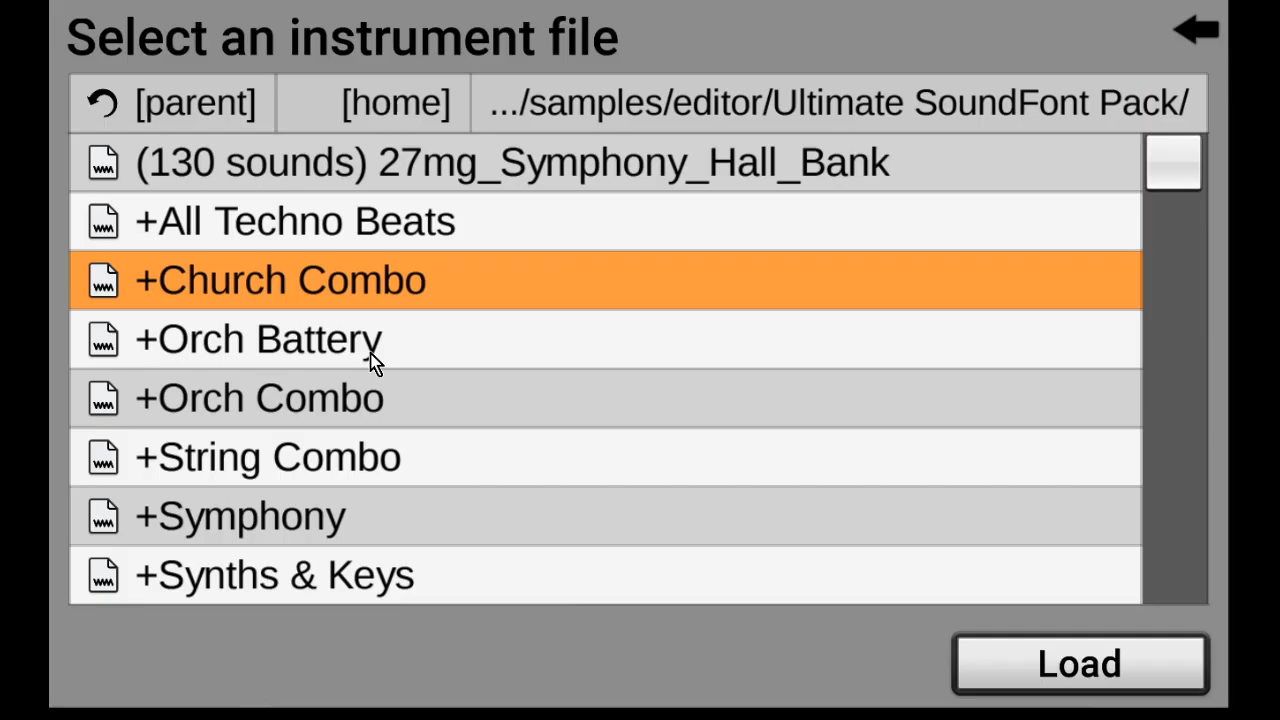 Select an instrument file
[parent] [home] .../samples/editor/Ultimate SoundFont Pack/
(130 sounds) 27mg_Symphony_Hall_Bank
+All Techno Beats
+Church Combo
+Orch Battery
+Orch Combo
+String Combo
+Symphony
+Synths & Keys
Load